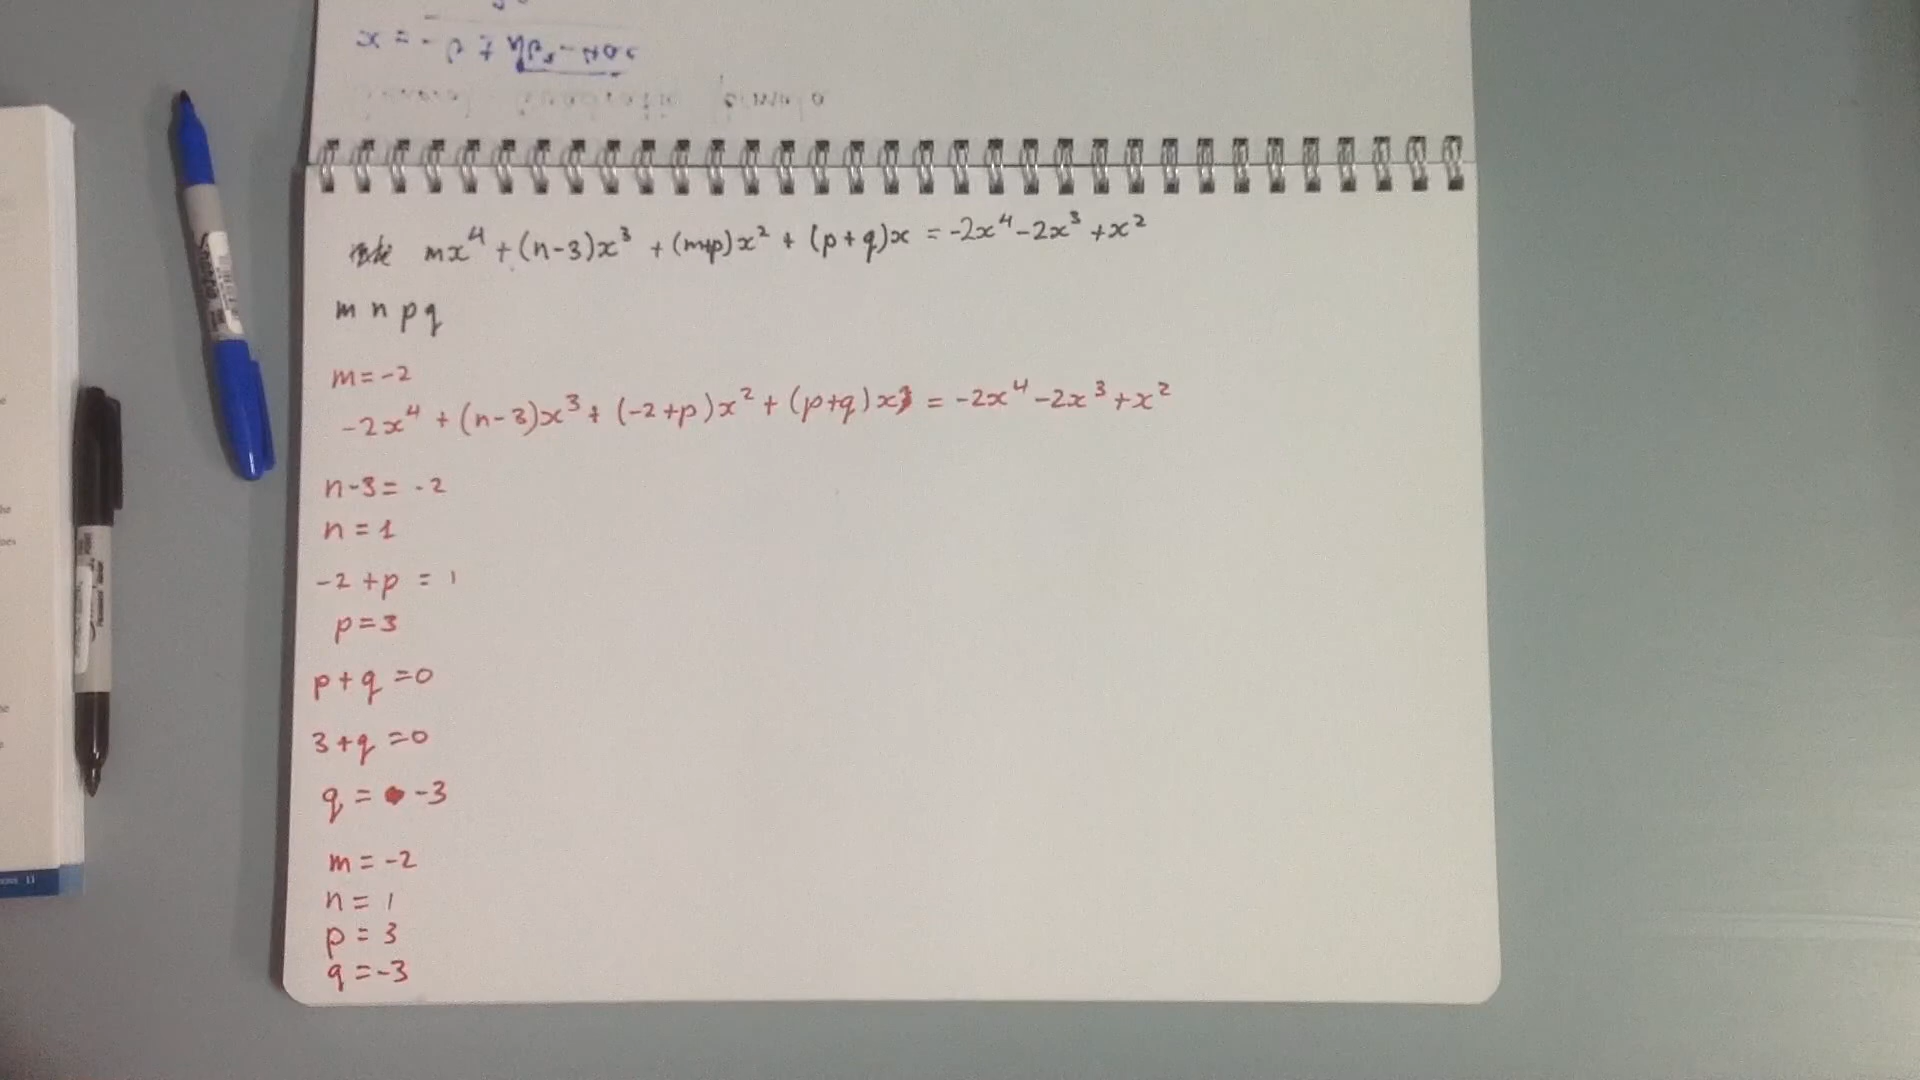 mx⁴ + (n-3)x³ + (m+p)x² + (p+q)x = -2x⁴ - 2x³ + x²
m n p q
m = -2
-2x⁴ + (n-3)x³ + (-2+p)x² + (p+q)x = -2x⁴ - 2x³ + x²
n-3 = -2
n = 1
-2 + p = 1
p = 3
p + q = 0
3 + q = 0
q = -3
m = -2
n = 1
p = 3
q = -3